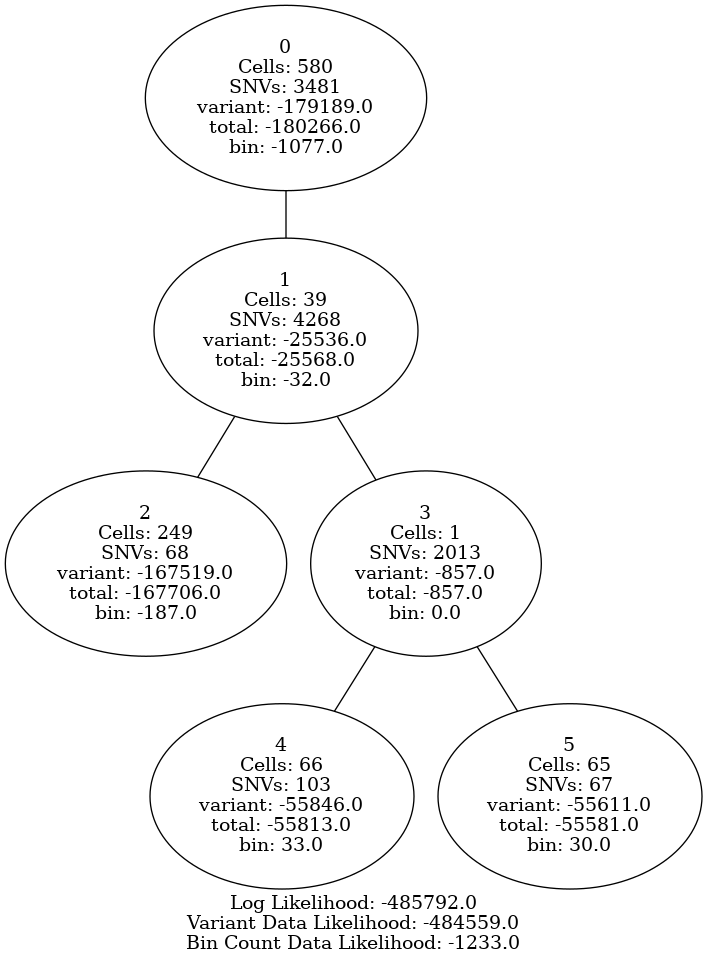 0
Cells: 580
SNVs: 3481
variant: -179189.0
total: -180266.0
bin: -1077.0
1
Cells: 39
SNVs: 4268
variant: -25536.0
total: -25568.0
bin: -32.0
2
Cells: 249
SNVs: 68
variant: -167519.0
total: -167706.0
bin: -187.0
3
Cells: 1
SNVs: 2013
variant: -857.0
total: -857.0
bin: 0.0
4
Cells: 66
SNVs: 103
variant: -55846.0
total: -55813.0
bin: 33.0
5
Cells: 65
SNVs: 67
variant: -55611.0
total: -55581.0
bin: 30.0
Log Likelihood: -485792.0
Variant Data Likelihood: -484559.0
Bin Count Data Likelihood: -1233.0